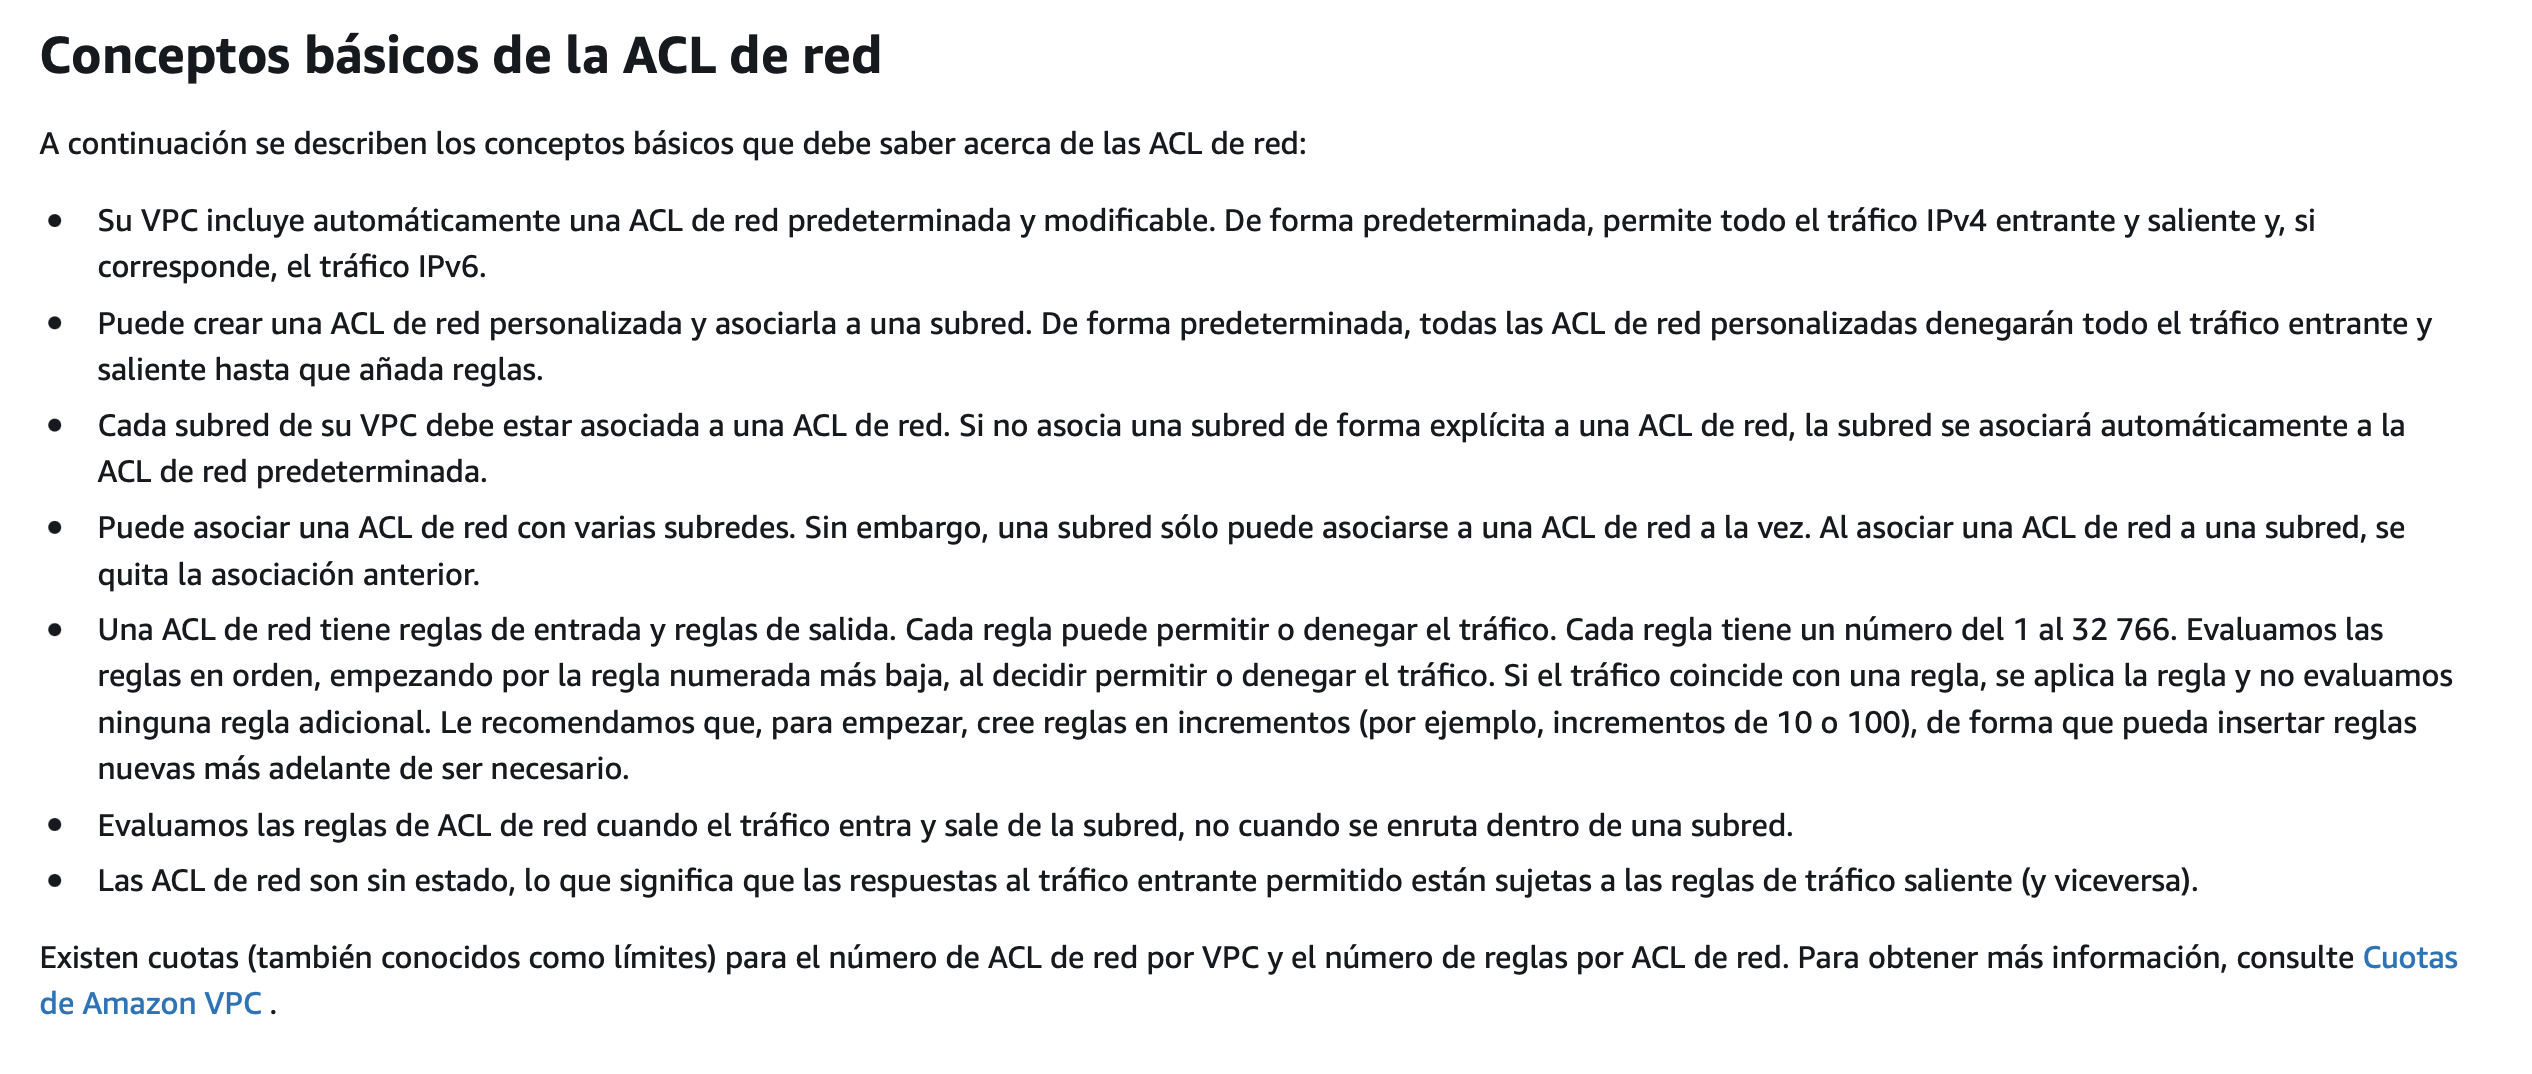 Conceptos básicos de la ACL de red
A continuación se describen los conceptos básicos que debe saber acerca de las ACL de red:
• Su VPC incluye automáticamente una ACL de red predeterminada y modificable. De forma predeterminada, permite todo el tráfico IPv4 entrante y saliente y, si
corresponde, el tráfico IPv6.
• Puede crear una ACL de red personalizada y asociarla a una subred. De forma predeterminada, todas las ACL de red personalizadas denegarán todo el tráfico entrante y
saliente hasta que añada reglas.
• Cada subred de su VPC debe estar asociada a una ACL de red. Si no asocia una subred de forma explícita a una ACL de red, la subred se asociará automáticamente a la
ACL de red predeterminada.
• Puede asociar una ACL de red con varias subredes. Sin embargo, una subred sólo puede asociarse a una ACL de red a la vez. Al asociar una ACL de red a una subred, se
quita la asociación anterior.
• Una ACL de red tiene reglas de entrada y reglas de salida. Cada regla puede permitir o denegar el tráfico. Cada regla tiene un número del 1 al 32 766. Evaluamos las
reglas en orden, empezando por la regla numerada más baja, al decidir permitir o denegar el tráfico. Si el tráfico coincide con una regla, se aplica la regla y no evaluamos
ninguna regla adicional. Le recomendamos que, para empezar, cree reglas en incrementos (por ejemplo, incrementos de 10 o 100), de forma que pueda insertar reglas
nuevas más adelante de ser necesario.
• Evaluamos las reglas de ACL de red cuando el tráfico entra y sale de la subred, no cuando se enruta dentro de una subred.
• Las ACL de red son sin estado, lo que significa que las respuestas al tráfico entrante permitido están sujetas a las reglas de tráfico saliente (y viceversa).
Existen cuotas (también conocidos como límites) para el número de ACL de red por VPC y el número de reglas por ACL de red. Para obtener más información, consulte Cuotas
de Amazon VPC .